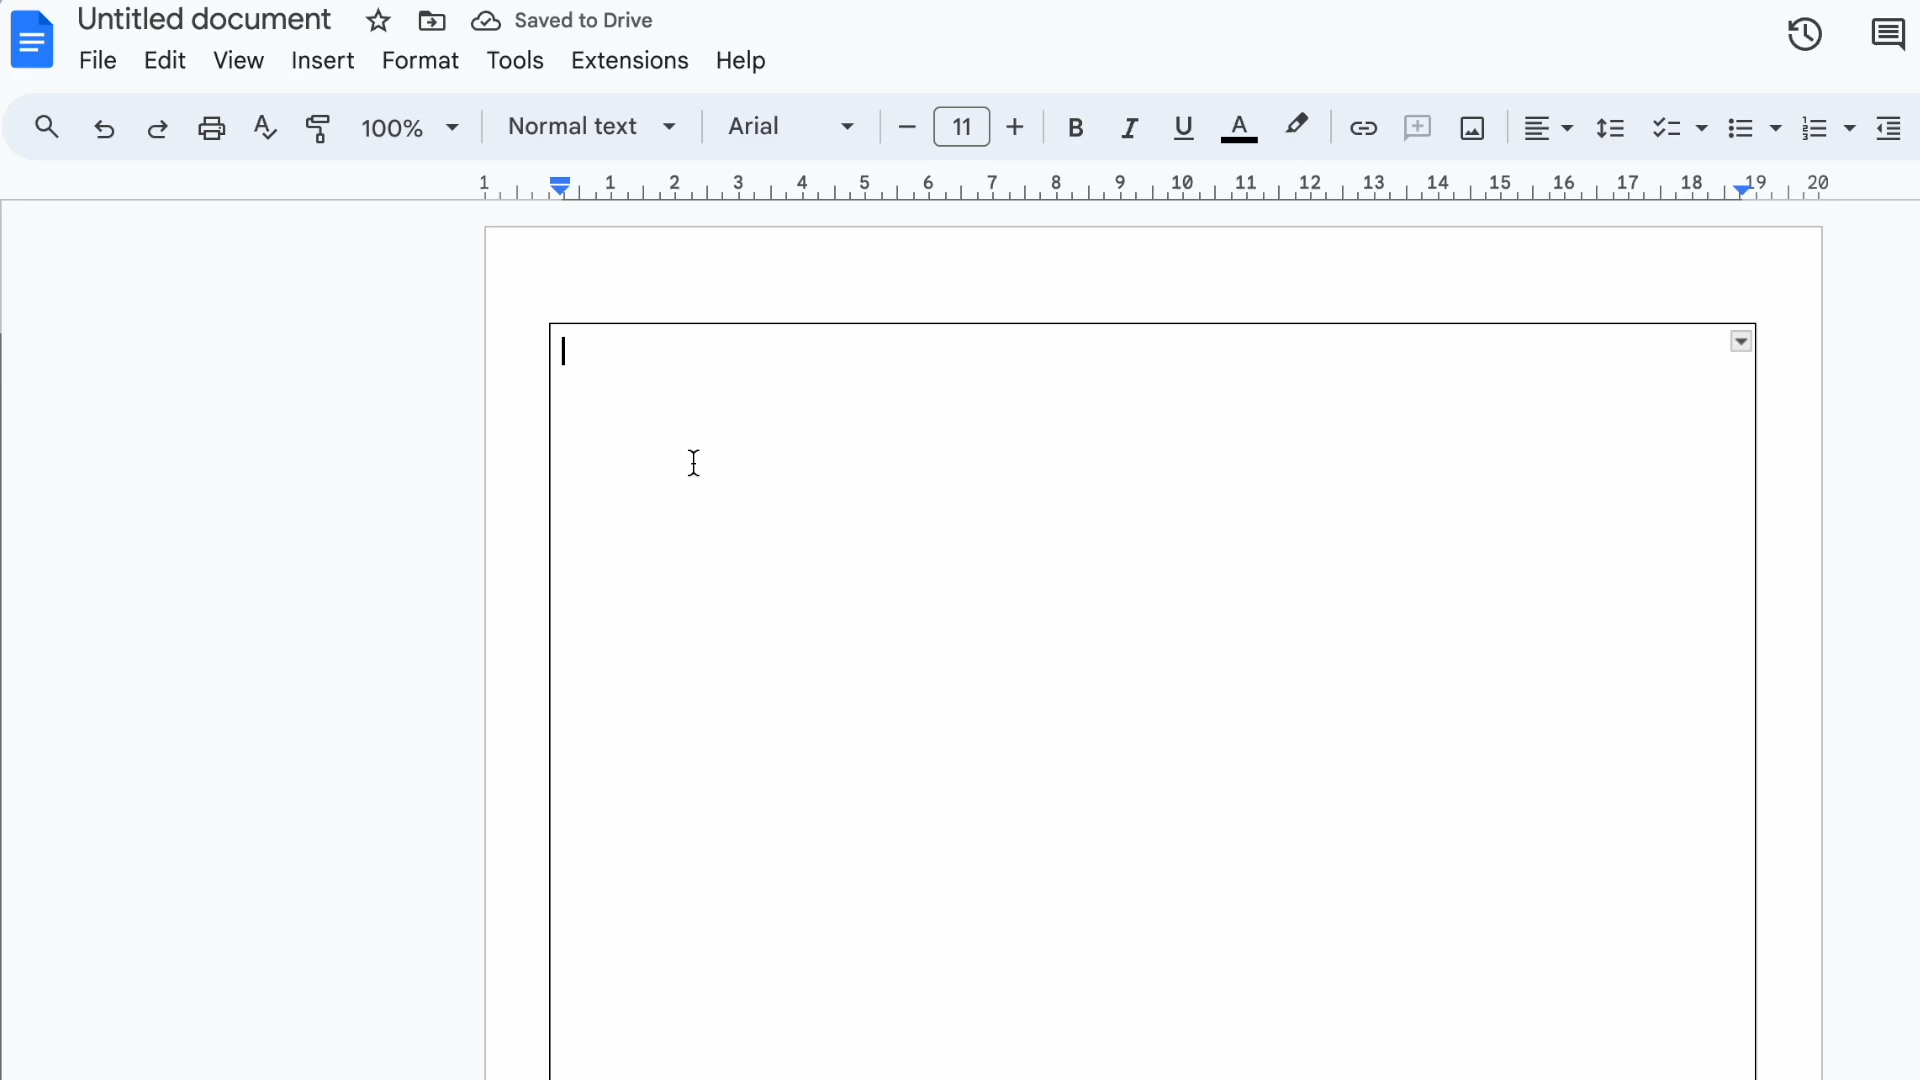 Untitled document Saved to Drive
File Edit View Insert Format Tools Extensions Help
100% Normal text Arial 11
1 1 2 3 4 5 6 7 8 9 10 11 12 13 14 15 16 17 18 19 20